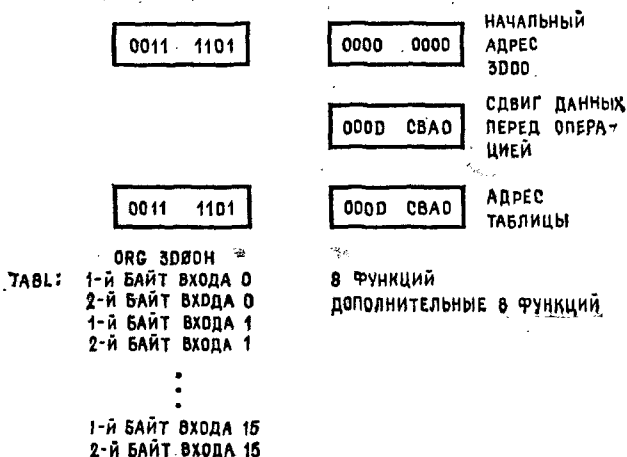 0011 1101 0000 0000 НАЧАЛЬНЫЙ
АДРЕС
3D00
СДВИГ ДАННЫХ
000D CBA0 ПЕРЕД ОПЕРА-
ЦИЕЙ
0011 1101 000D CBA0 АДРЕС
ТАБЛИЦЫ
ORG 3D00H
TABL: 1-Й БАЙТ ВХОДА 0 8 ФУНКЦИЙ
2-Й БАЙТ ВХОДА 0 ДОПОЛНИТЕЛЬНЫЕ 8 ФУНКЦИЙ
1-Й БАЙТ ВХОДА 1
2-Й БАЙТ ВХОДА 1
1-Й БАЙТ ВХОДА 15
2-Й БАЙТ ВХОДА 15